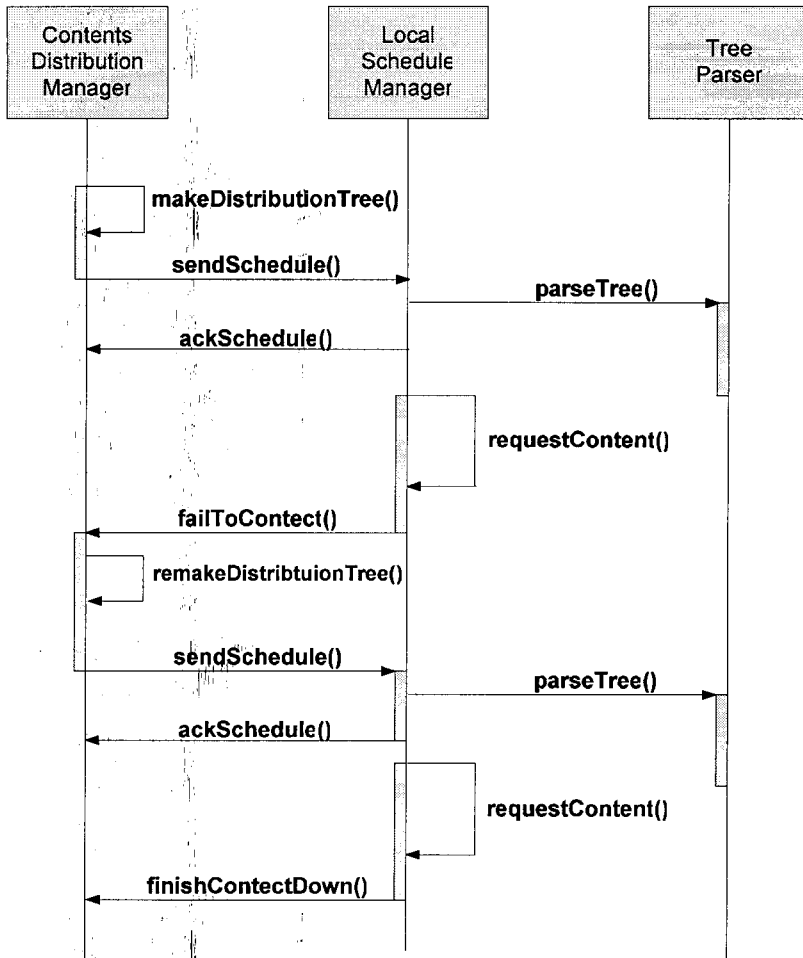 Contents
Distribution
Manager
Local
Schedule
Manager
Tree
Parser
makeDistributionTree()
sendSchedule()
parseTree()
ackSchedule()
requestContent()
failToContect()
remakeDistribtuionTree()
sendSchedule()
parseTree()
ackSchedule()
requestContent()
finishContectDown()